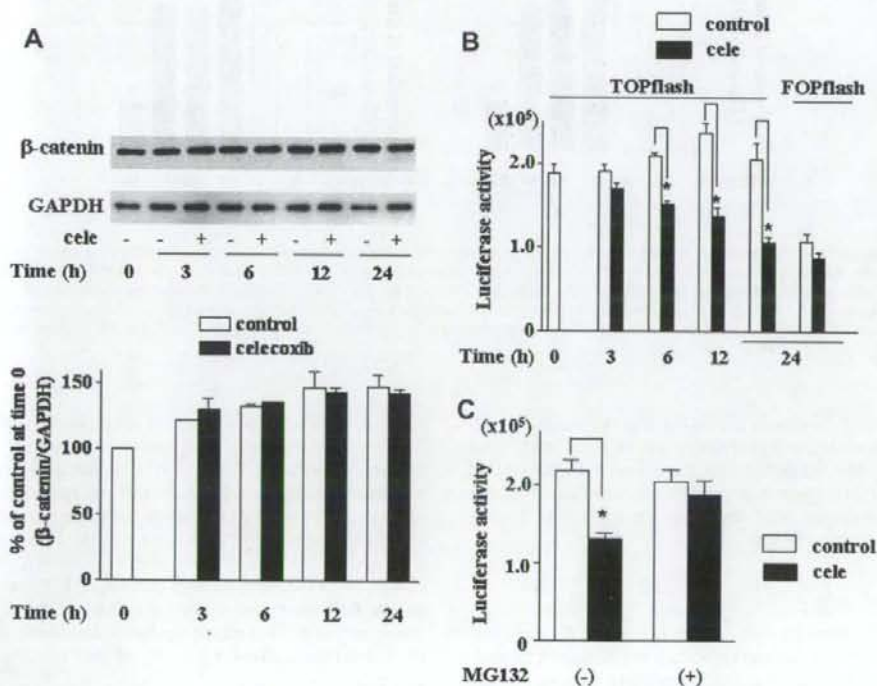 A
β-catenin
GAPDH
cele - - + - + - + - +
Time (h) 0 3 6 12 24
control
celecoxib
% of control at time 0
(β-catenin/GAPDH)
150
100
50
0
Time (h) 0 3 6 12 24
B
control
cele
TOPflash FOPflash
(x10⁵)
Luciferase activity
2.0
1.0
0
* * *
Time (h) 0 3 6 12 24
C
(x10⁵)
Luciferase activity
2.0
1.0
0
*
control
cele
MG132 (-) (+)